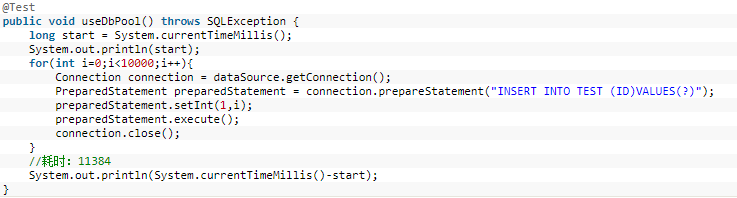 @Test
public void useDbPool() throws SQLException {
    long start = System.currentTimeMillis();
    System.out.println(start);
    for(int i=0;i<10000;i++){
        Connection connection = dataSource.getConnection();
        PreparedStatement preparedStatement = connection.prepareStatement("INSERT INTO TEST (ID)VALUES(?)");
        preparedStatement.setInt(1,i);
        preparedStatement.execute();
        connection.close();
    }
    //耗时：11384
    System.out.println(System.currentTimeMillis()-start);
}